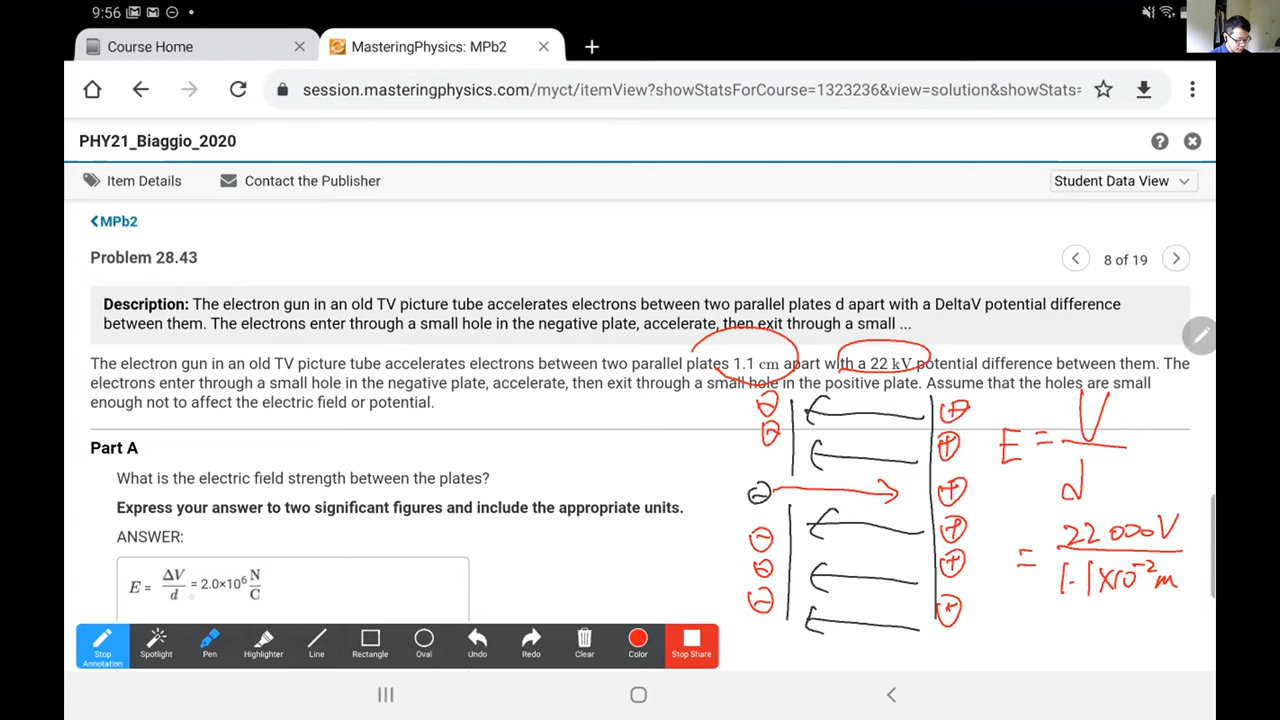 9:56
Course Home
MasteringPhysics: MPb2
session.masteringphysics.com/myct/itemView?showStatsForCourse=1323236&view=solution&showStats=
PHY21_Biaggio_2020
Item Details
Contact the Publisher
Student Data View
MPb2
Problem 28.43
8 of 19
Description: The electron gun in an old TV picture tube accelerates electrons between two parallel plates d apart with a DeltaV potential difference
between them. The electrons enter through a small hole in the negative plate, accelerate, then exit through a small ...
The electron gun in an old TV picture tube accelerates electrons between two parallel plates 1.1 cm apart with a 22 kV potential difference between them. The
electrons enter through a small hole in the negative plate, accelerate, then exit through a small hole in the positive plate. Assume that the holes are small
enough not to affect the electric field or potential.
Part A
What is the electric field strength between the plates?
Express your answer to two significant figures and include the appropriate units.
ANSWER:
E = ΔV/d = 2.0×10⁶ N/C
E = V/d
= 22000V / 1.1×10⁻²m
Stop Annotation
Spotlight
Pen
Highlighter
Line
Rectangle
Oval
Undo
Redo
Clear
Color
Stop Share